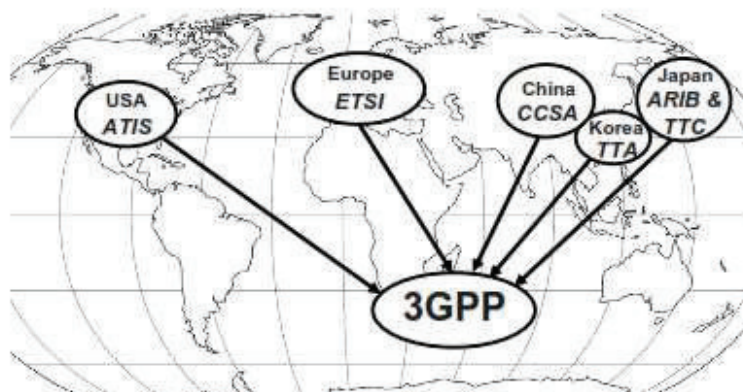 USA
ATIS
Europe
ETSI
China
CCSA
Korea
TTA
Japan
ARIB &
TTC
3GPP